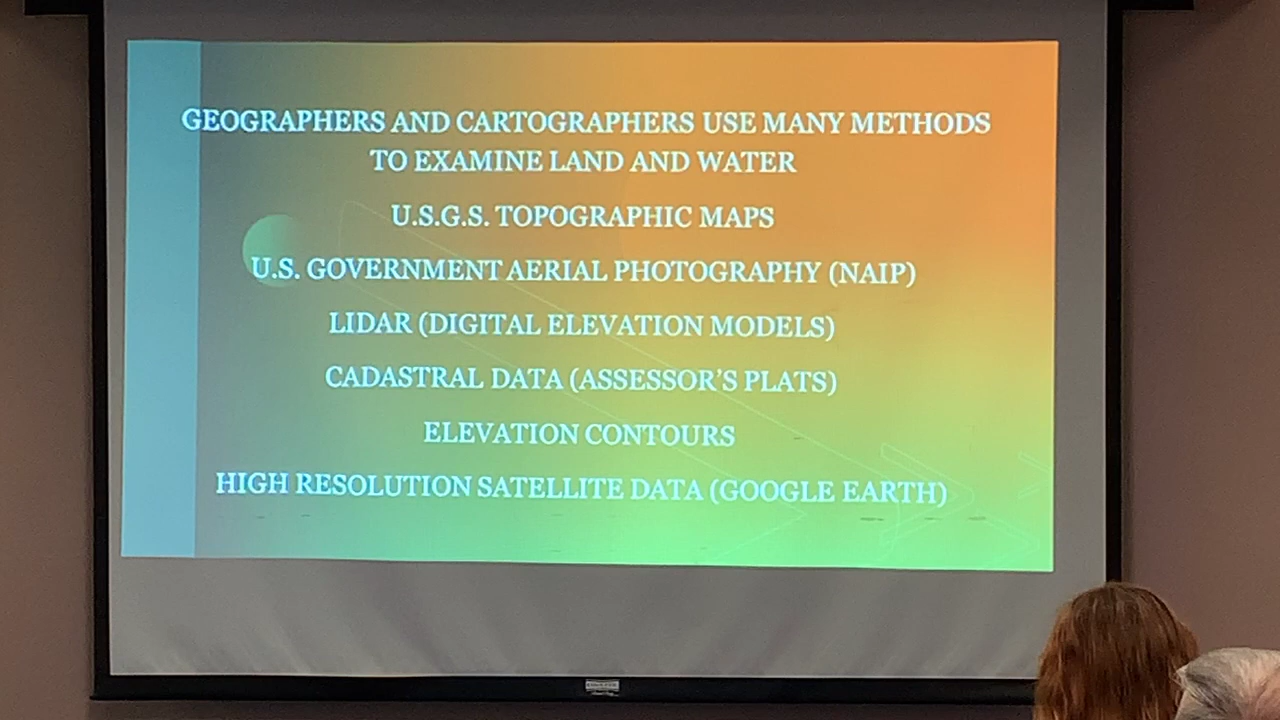 GEOGRAPHERS AND CARTOGRAPHERS USE MANY METHODS
TO EXAMINE LAND AND WATER
U.S.G.S. TOPOGRAPHIC MAPS
U.S. GOVERNMENT AERIAL PHOTOGRAPHY (NAIP)
LIDAR (DIGITAL ELEVATION MODELS)
CADASTRAL DATA (ASSESSOR'S PLATS)
ELEVATION CONTOURS
HIGH RESOLUTION SATELLITE DATA (GOOGLE EARTH)